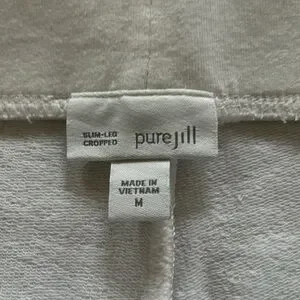 SLIM-LEG
CROPPED
purejill
MADE IN
VIETNAM
M